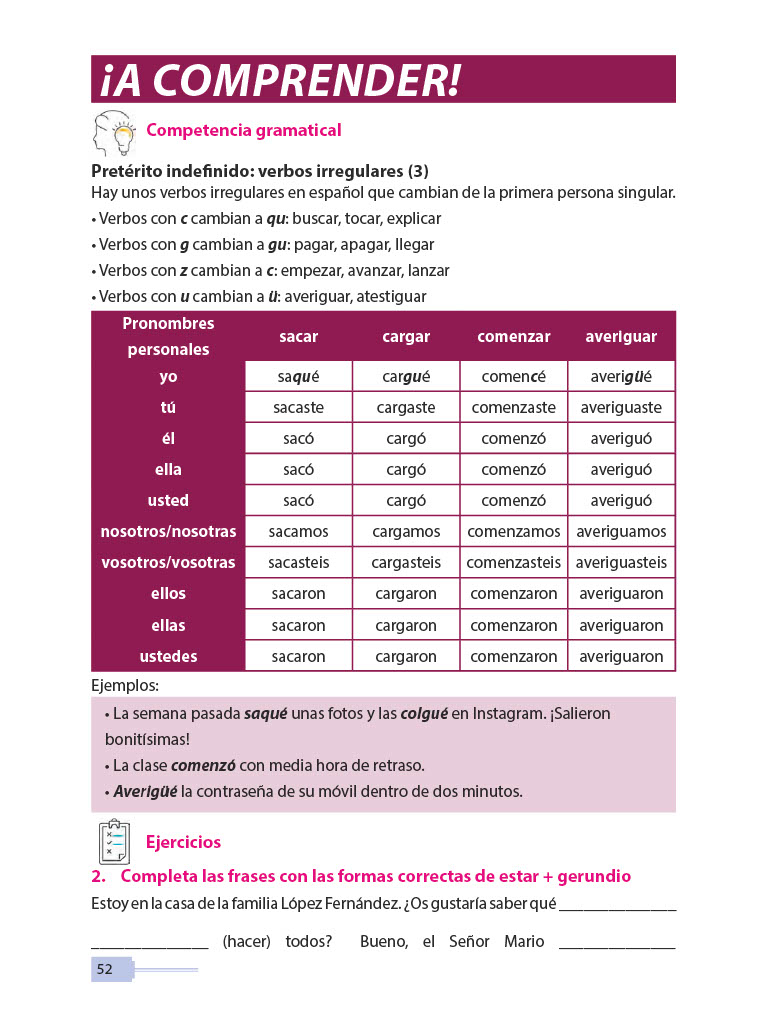 ¡A COMPRENDER!
Competencia gramatical
Pretérito indefinido: verbos irregulares (3)
Hay unos verbos irregulares en español que cambian de la primera persona singular.
• Verbos con c cambian a qu: buscar, tocar, explicar
• Verbos con g cambian a gu: pagar, apagar, llegar
• Verbos con z cambian a c: empezar, avanzar, lanzar
• Verbos con u cambian a ü: averiguar, atestiguar
Pronombres
personales sacar cargar comenzar averiguar
yo saqué cargué comencé averigüé
tú sacaste cargaste comenzaste averiguaste
él sacó cargó comenzó averiguó
ella sacó cargó comenzó averiguó
usted sacó cargó comenzó averiguó
nosotros/nosotras sacamos cargamos comenzamos averiguamos
vosotros/vosotras sacasteis cargasteis comenzasteis averiguasteis
ellos sacaron cargaron comenzaron averiguaron
ellas sacaron cargaron comenzaron averiguaron
ustedes sacaron cargaron comenzaron averiguaron
Ejemplos:
• La semana pasada saqué unas fotos y las colgué en Instagram. ¡Salieron
bonitísimas!
• La clase comenzó con media hora de retraso.
• Averigüé la contraseña de su móvil dentro de dos minutos.
Ejercicios
2. Completa las frases con las formas correctas de estar + gerundio
Estoy en la casa de la familia López Fernández. ¿Os gustaría saber qué ______________
______________ (hacer) todos? Bueno, el Señor Mario ______________
52